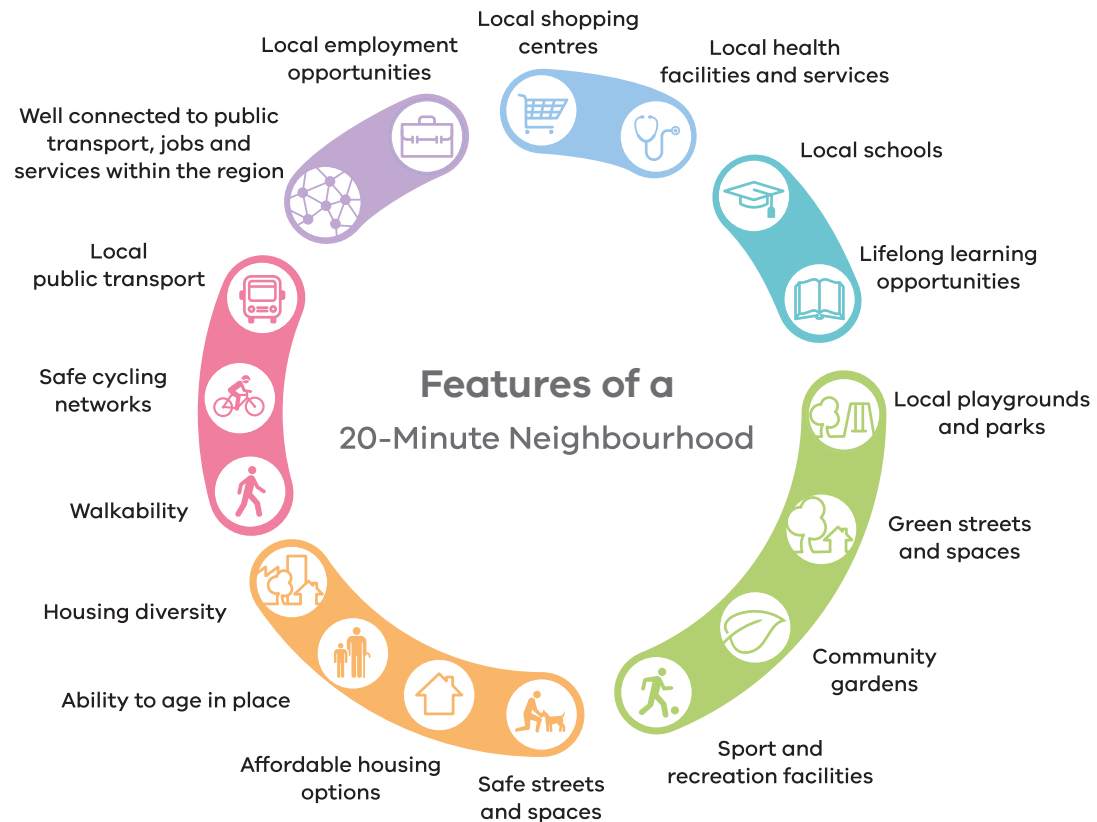 Features of a
20-Minute Neighbourhood
Local shopping
centres
Local health
facilities and services
Local schools
Lifelong learning
opportunities
Local playgrounds
and parks
Green streets
and spaces
Community
gardens
Sport and
recreation facilities
Safe streets
and spaces
Affordable housing
options
Ability to age in place
Housing diversity
Walkability
Safe cycling
networks
Local
public transport
Well connected to public
transport, jobs and
services within the region
Local employment
opportunities